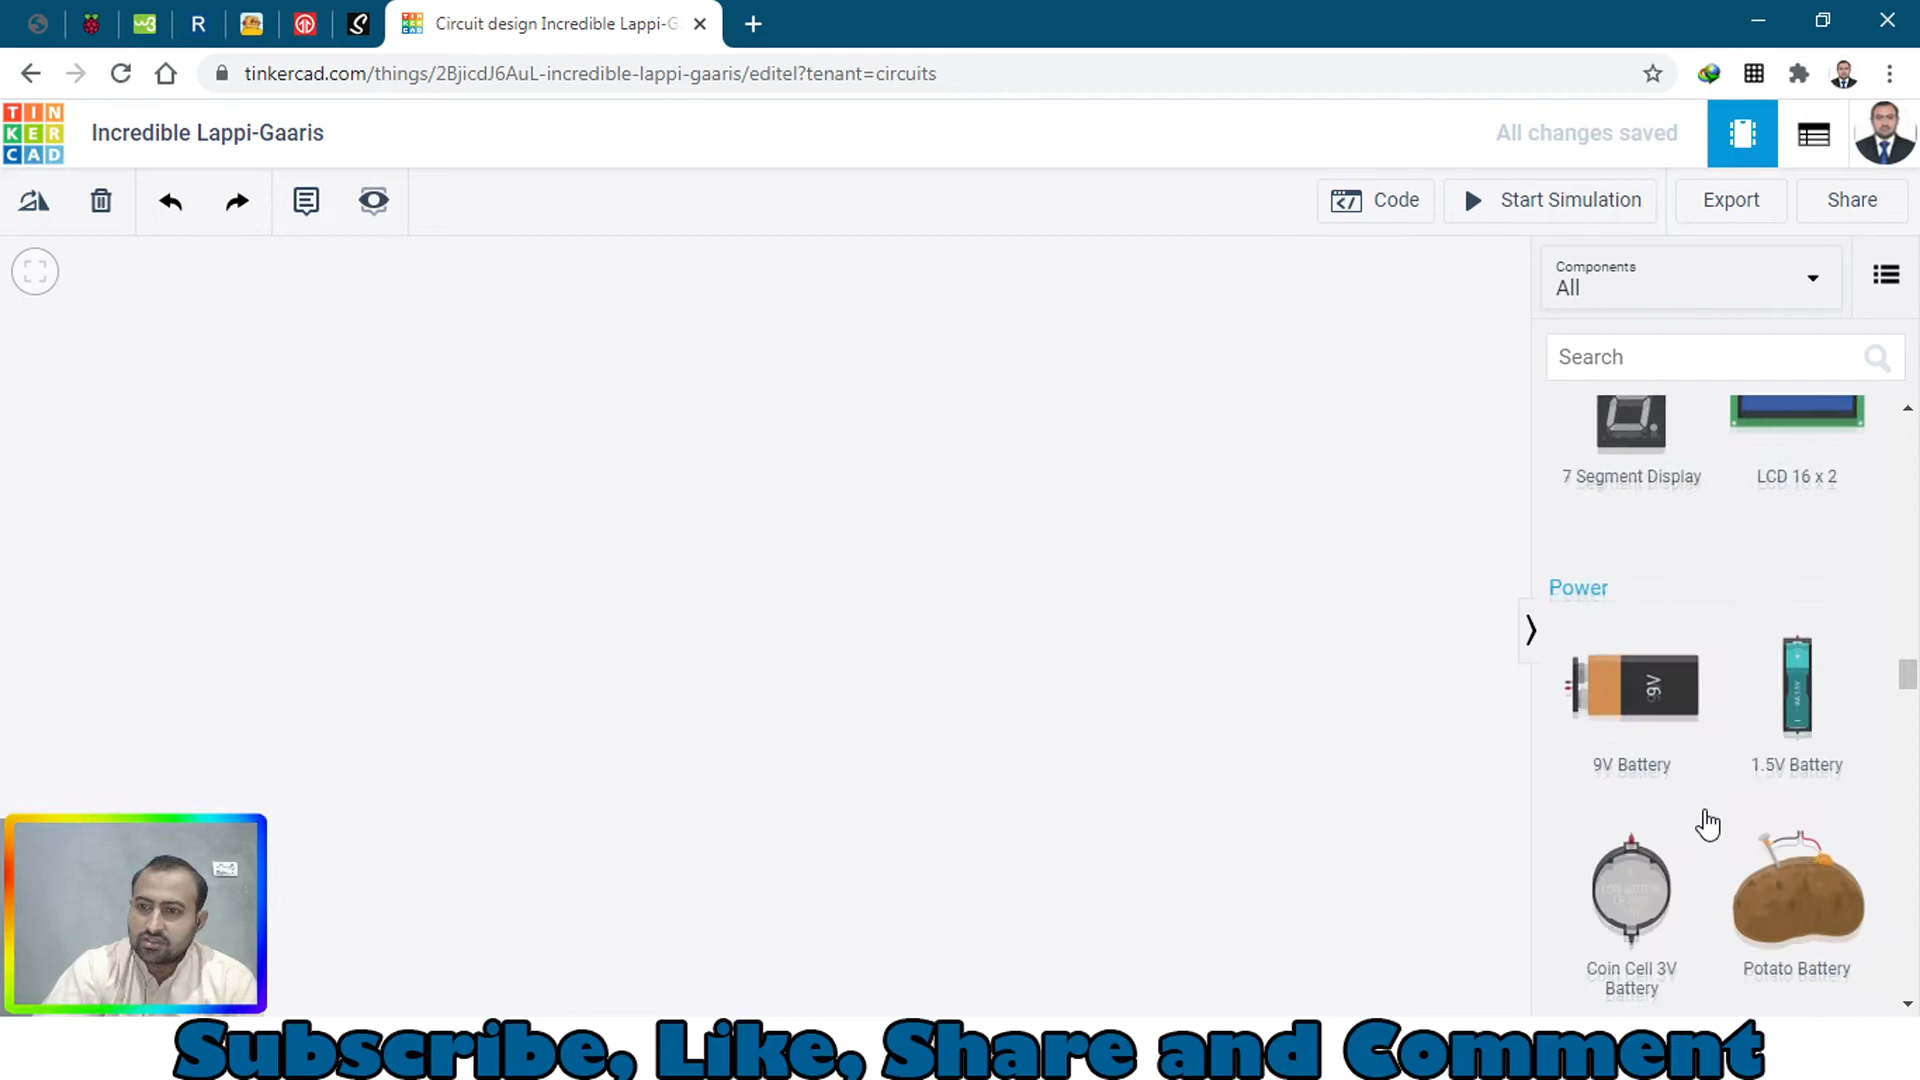 Circuit design Incredible Lappi-G
tinkercad.com/things/2BjicdJ6AuL-incredible-lappi-gaaris/editel?tenant=circuits
TIN
KER
CAD
Incredible Lappi-Gaaris
All changes saved
Code
Start Simulation
Export
Share
Components
All
Search
7 Segment Display
LCD 16 x 2
Power
9V
9V Battery
1.5V Battery
Coin Cell 3V
Battery
Potato Battery
Subscribe, Like, Share and Comment